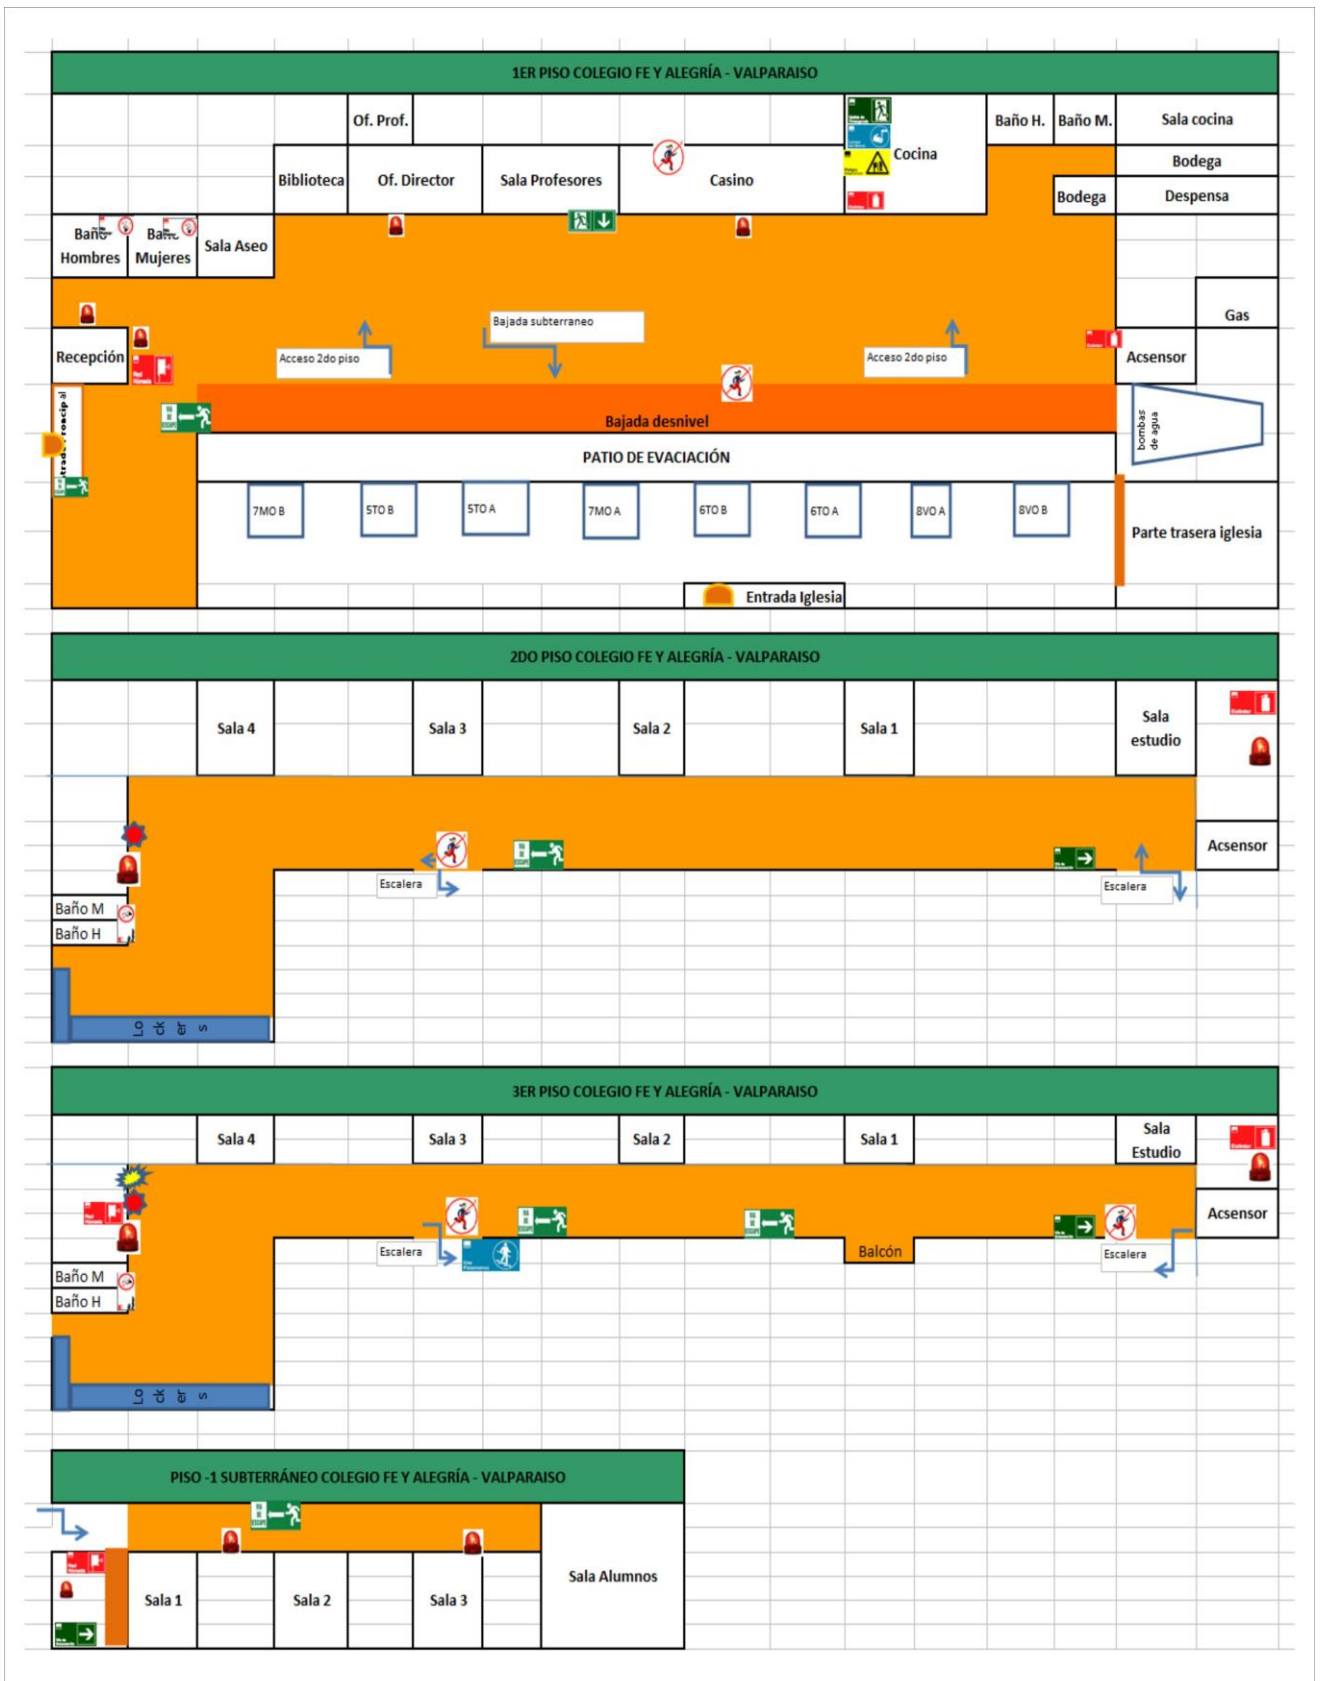 1ER PISO COLEGIO FE Y ALEGRÍA - VALPARAISO
Of. Prof.
Baño H.
Baño M.
Sala cocina
Cocina
Biblioteca
Of. Director
Sala Profesores
Casino
Bodega
Bodega
Despensa
Baño
Hombres
Mujeres
Sala Aseo
Gas
Bajada subterraneo
Recepción
Acceso 2do piso
Acceso 2do piso
Acsensor
Bajada desnivel
bombas
de agua
PATIO DE EVACIACIÓN
7MO B
5TO B
5TO A
7MO A
6TO B
6TO A
8VO A
8VO B
Parte trasera iglesia
Entrada Iglesia
2DO PISO COLEGIO FE Y ALEGRÍA - VALPARAISO
Sala 4
Sala 3
Sala 2
Sala 1
Sala
estudio
Acsensor
Escalera
Escalera
Baño M
Baño H
Lockers
3ER PISO COLEGIO FE Y ALEGRÍA - VALPARAISO
Sala 4
Sala 3
Sala 2
Sala 1
Sala
Estudio
Acsensor
Escalera
Balcón
Escalera
Baño M
Baño H
Lockers
PISO -1 SUBTERRÁNEO COLEGIO FE Y ALEGRÍA - VALPARAISO
Sala 1
Sala 2
Sala 3
Sala Alumnos